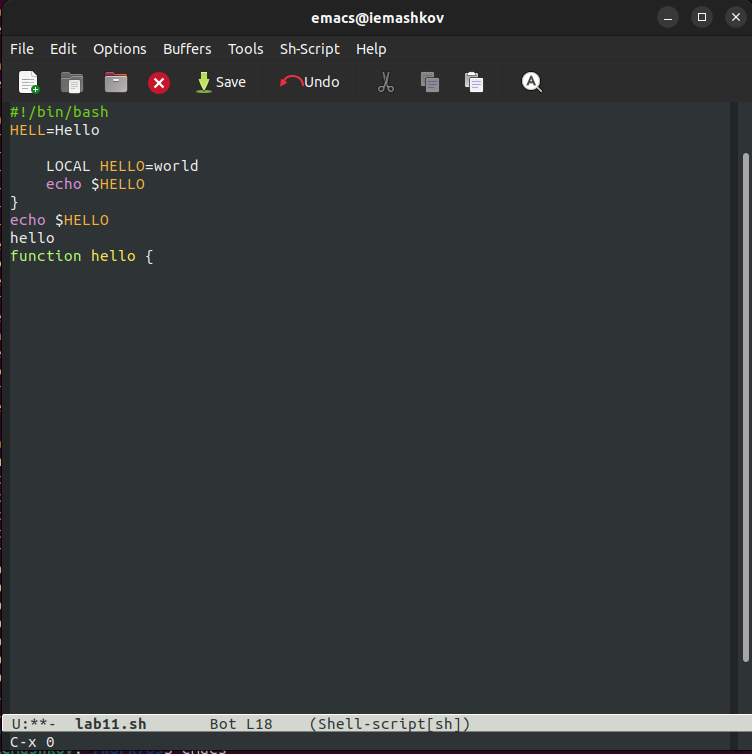 emacs@iemashkov
File Edit Options Buffers Tools Sh-Script Help
Save Undo
#!/bin/bash
HELL=Hello
LOCAL HELLO=world
echo $HELLO
}
echo $HELLO
hello
function hello {
U:**- lab11.sh Bot L18 (Shell-script[sh])
C-x 0